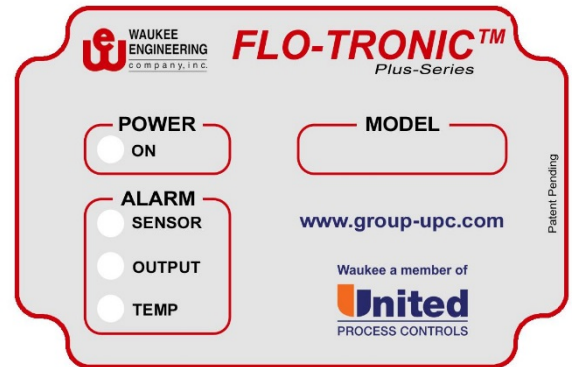 WAUKEE
ENGINEERING
company, inc.
FLO-TRONIC™
Plus-Series
POWER
ON
MODEL
ALARM
SENSOR
OUTPUT
TEMP
www.group-upc.com
Waukee a member of
United
PROCESS CONTROLS
Patent Pending